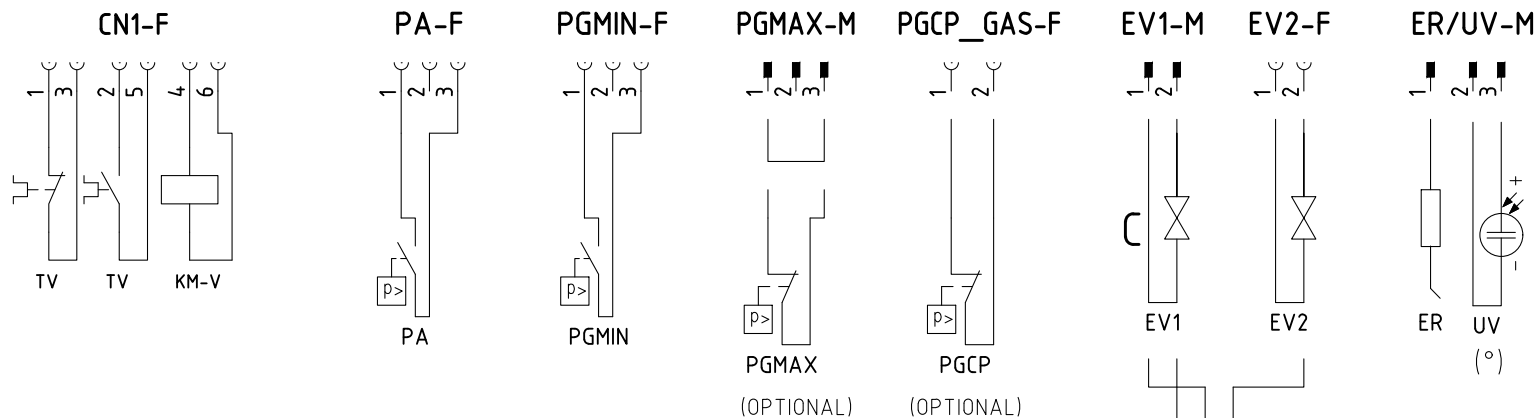 CN1-F PA-F PGMIN-F PGMAX-M PGCP_GAS-F EV1-M EV2-F ER/UV-M
1 3 2 5 4 6 1 2 3 1 2 3 1 2 3 1 2 1 2 1 2 1 2 3
+
-
p> p> p> p>
TV TV KM-V
EV1 EV2 ER UV
PA PGMIN
(°)
PGMAX PGCP
(OPTIONAL) (OPTIONAL)